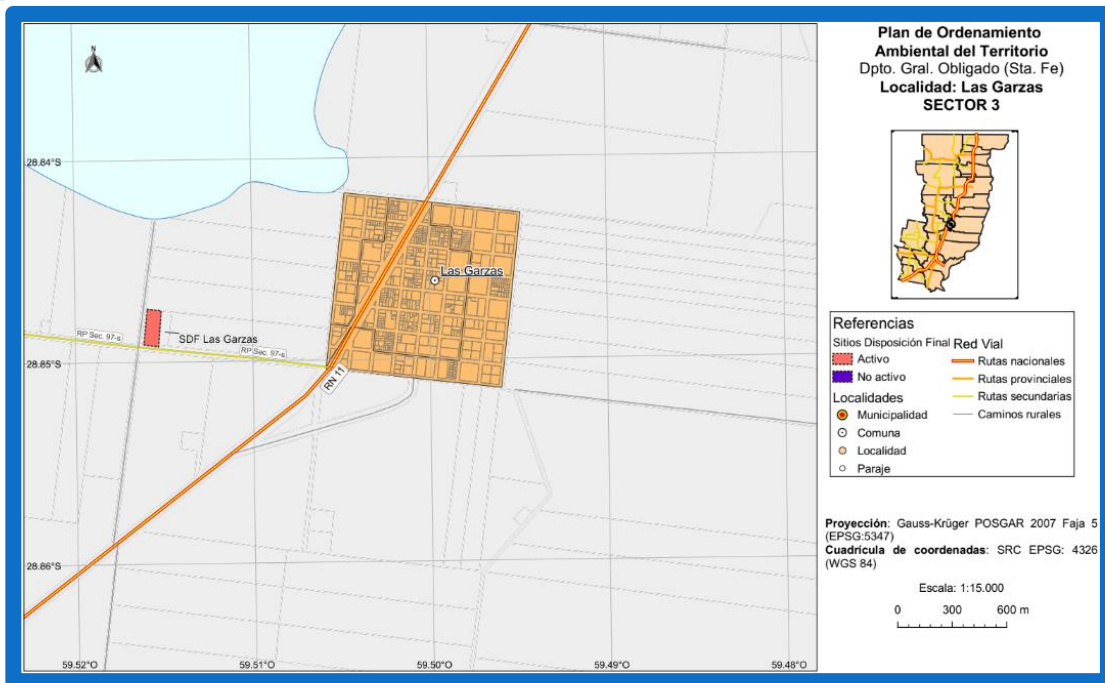 N
28.84°S
28.85°S
28.86°S
59.52°O
59.51°O
59.50°O
59.49°O
59.48°O
Las Garzas
SDF Las Garzas
RP Sec. 97-s
RP Sec. 97-s
RN 11
Plan de Ordenamiento
Ambiental del Territorio
Dpto. Gral. Obligado (Sta. Fe)
Localidad: Las Garzas
SECTOR 3
Referencias
Sitios Disposición Final
Activo
No activo
Localidades
Municipalidad
Comuna
Localidad
Paraje
Red Vial
Rutas nacionales
Rutas provinciales
Rutas secundarias
Caminos rurales
Proyección: Gauss-Krüger POSGAR 2007 Faja 5
(EPSG:5347)
Cuadrícula de coordenadas: SRC EPSG: 4326
(WGS 84)
Escala: 1:15.000
0 300 600 m